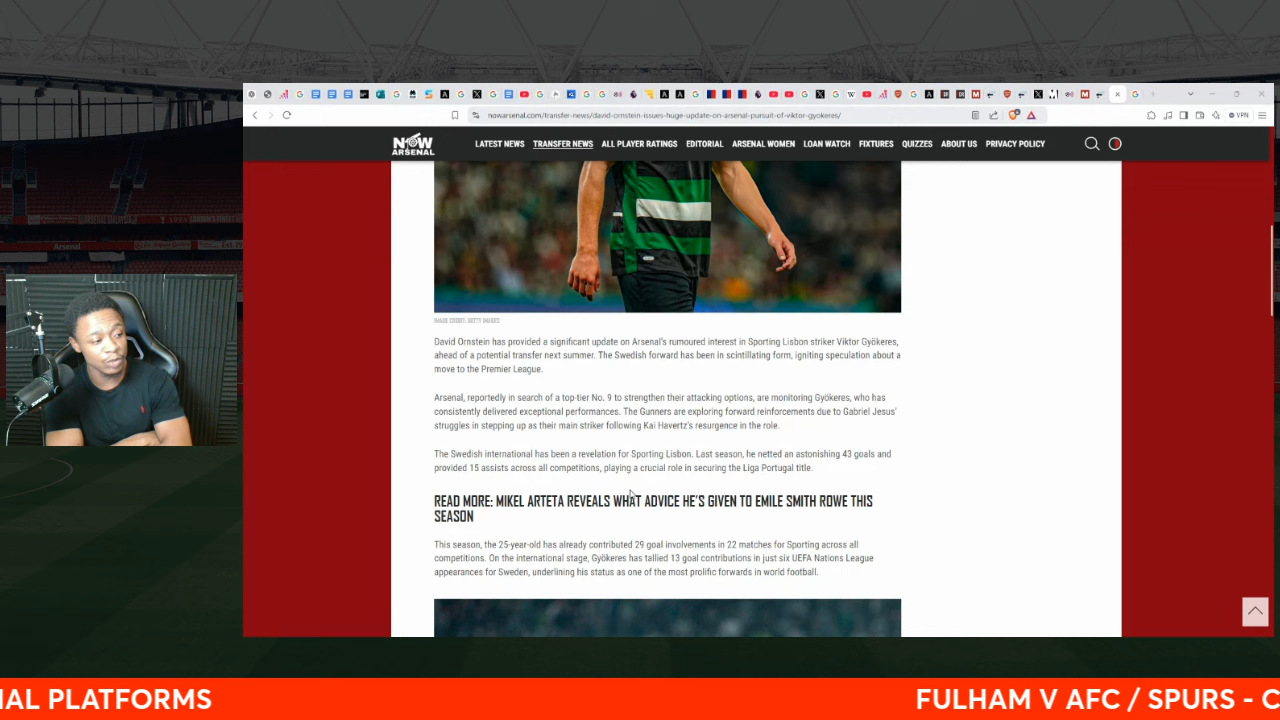 nowarsenal.com/transfer-news/david-ornstein-issues-huge-update-on-arsenal-pursuit-of-viktor-gyokeres/
VPN
NOW
ARSENAL
LATEST NEWS
TRANSFER NEWS
ALL PLAYER RATINGS
EDITORIAL
ARSENAL WOMEN
LOAN WATCH
FIXTURES
QUIZZES
ABOUT US
PRIVACY POLICY
IMAGE CREDIT: GETTY IMAGES
David Ornstein has provided a significant update on Arsenal's rumoured interest in Sporting Lisbon striker Viktor Gyökeres,
ahead of a potential transfer next summer. The Swedish forward has been in scintillating form, igniting speculation about a
move to the Premier League.
Arsenal, reportedly in search of a top-tier No. 9 to strengthen their attacking options, are monitoring Gyökeres, who has
consistently delivered exceptional performances. The Gunners are exploring forward reinforcements due to Gabriel Jesus'
struggles in stepping up as their main striker following Kai Havertz's resurgence in the role.
The Swedish international has been a revelation for Sporting Lisbon. Last season, he netted an astonishing 43 goals and
provided 15 assists across all competitions, playing a crucial role in securing the Liga Portugal title.
READ MORE: MIKEL ARTETA REVEALS WHAT ADVICE HE'S GIVEN TO EMILE SMITH ROWE THIS
SEASON
This season, the 25-year-old has already contributed 29 goal involvements in 22 matches for Sporting across all
competitions. On the international stage, Gyökeres has tallied 13 goal contributions in just six UEFA Nations League
appearances for Sweden, underlining his status as one of the most prolific forwards in world football.
Arsenal
NAL PLATFORMS
FULHAM V AFC / SPURS - C